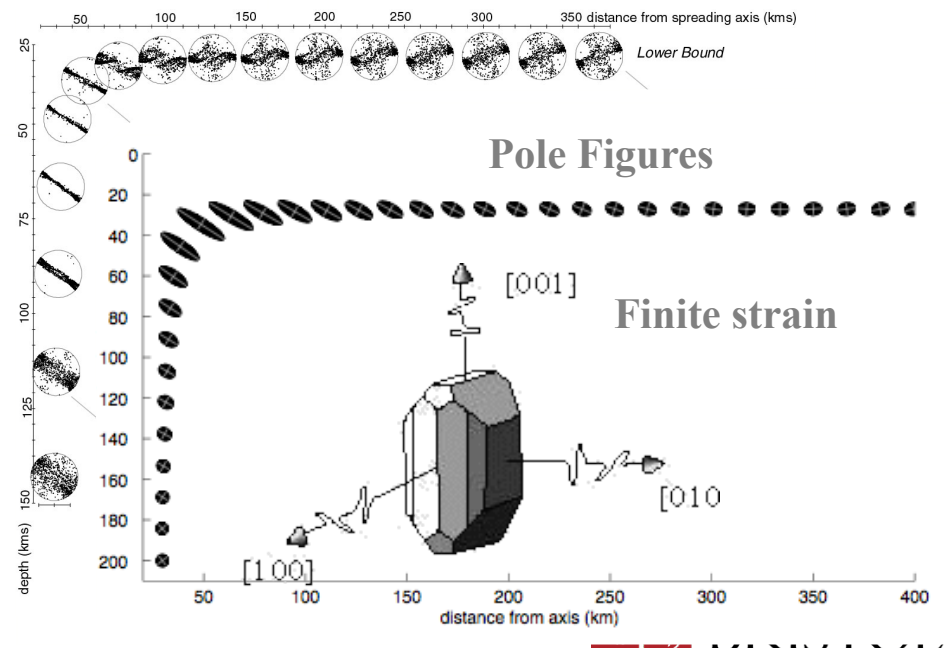 50 100 150 200 250 300 350 distance from spreading axis (kms)
Lower Bound
25
50
75
100
125
150
depth (kms)
Pole Figures
Finite strain
0
20
40
60
80
100
120
140
160
180
200
[001]
[010
[100]
50 100 150 200 250 300 350 400
distance from axis (km)